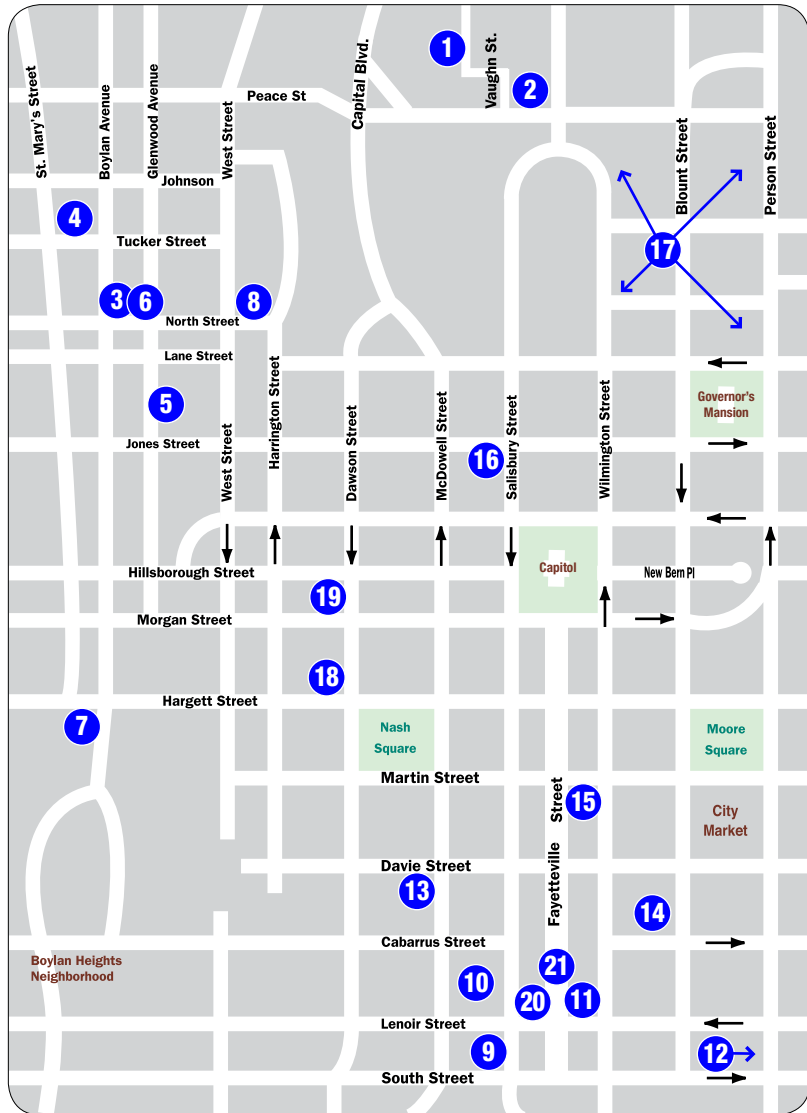 1
Vaughn St.
2
Capital Blvd.
St. Mary's Street
Boylan Avenue
Glenwood Avenue
West Street
Peace St
Blount Street
Person Street
Johnson
4
Tucker Street
17
3
6
8
North Street
Lane Street
Harrington Street
5
Governor's
Mansion
Jones Street
West Street
Dawson Street
McDowell Street
16
Salisbury Street
Wilmington Street
Capitol
Hillsborough Street
New Bern Pl
19
Morgan Street
18
Hargett Street
7
Nash
Square
Moore
Square
Martin Street
Fayetteville Street
15
City
Market
Davie Street
13
14
Cabarrus Street
Boylan Heights
Neighborhood
21
10
20
11
Lenoir Street
9
12
South Street